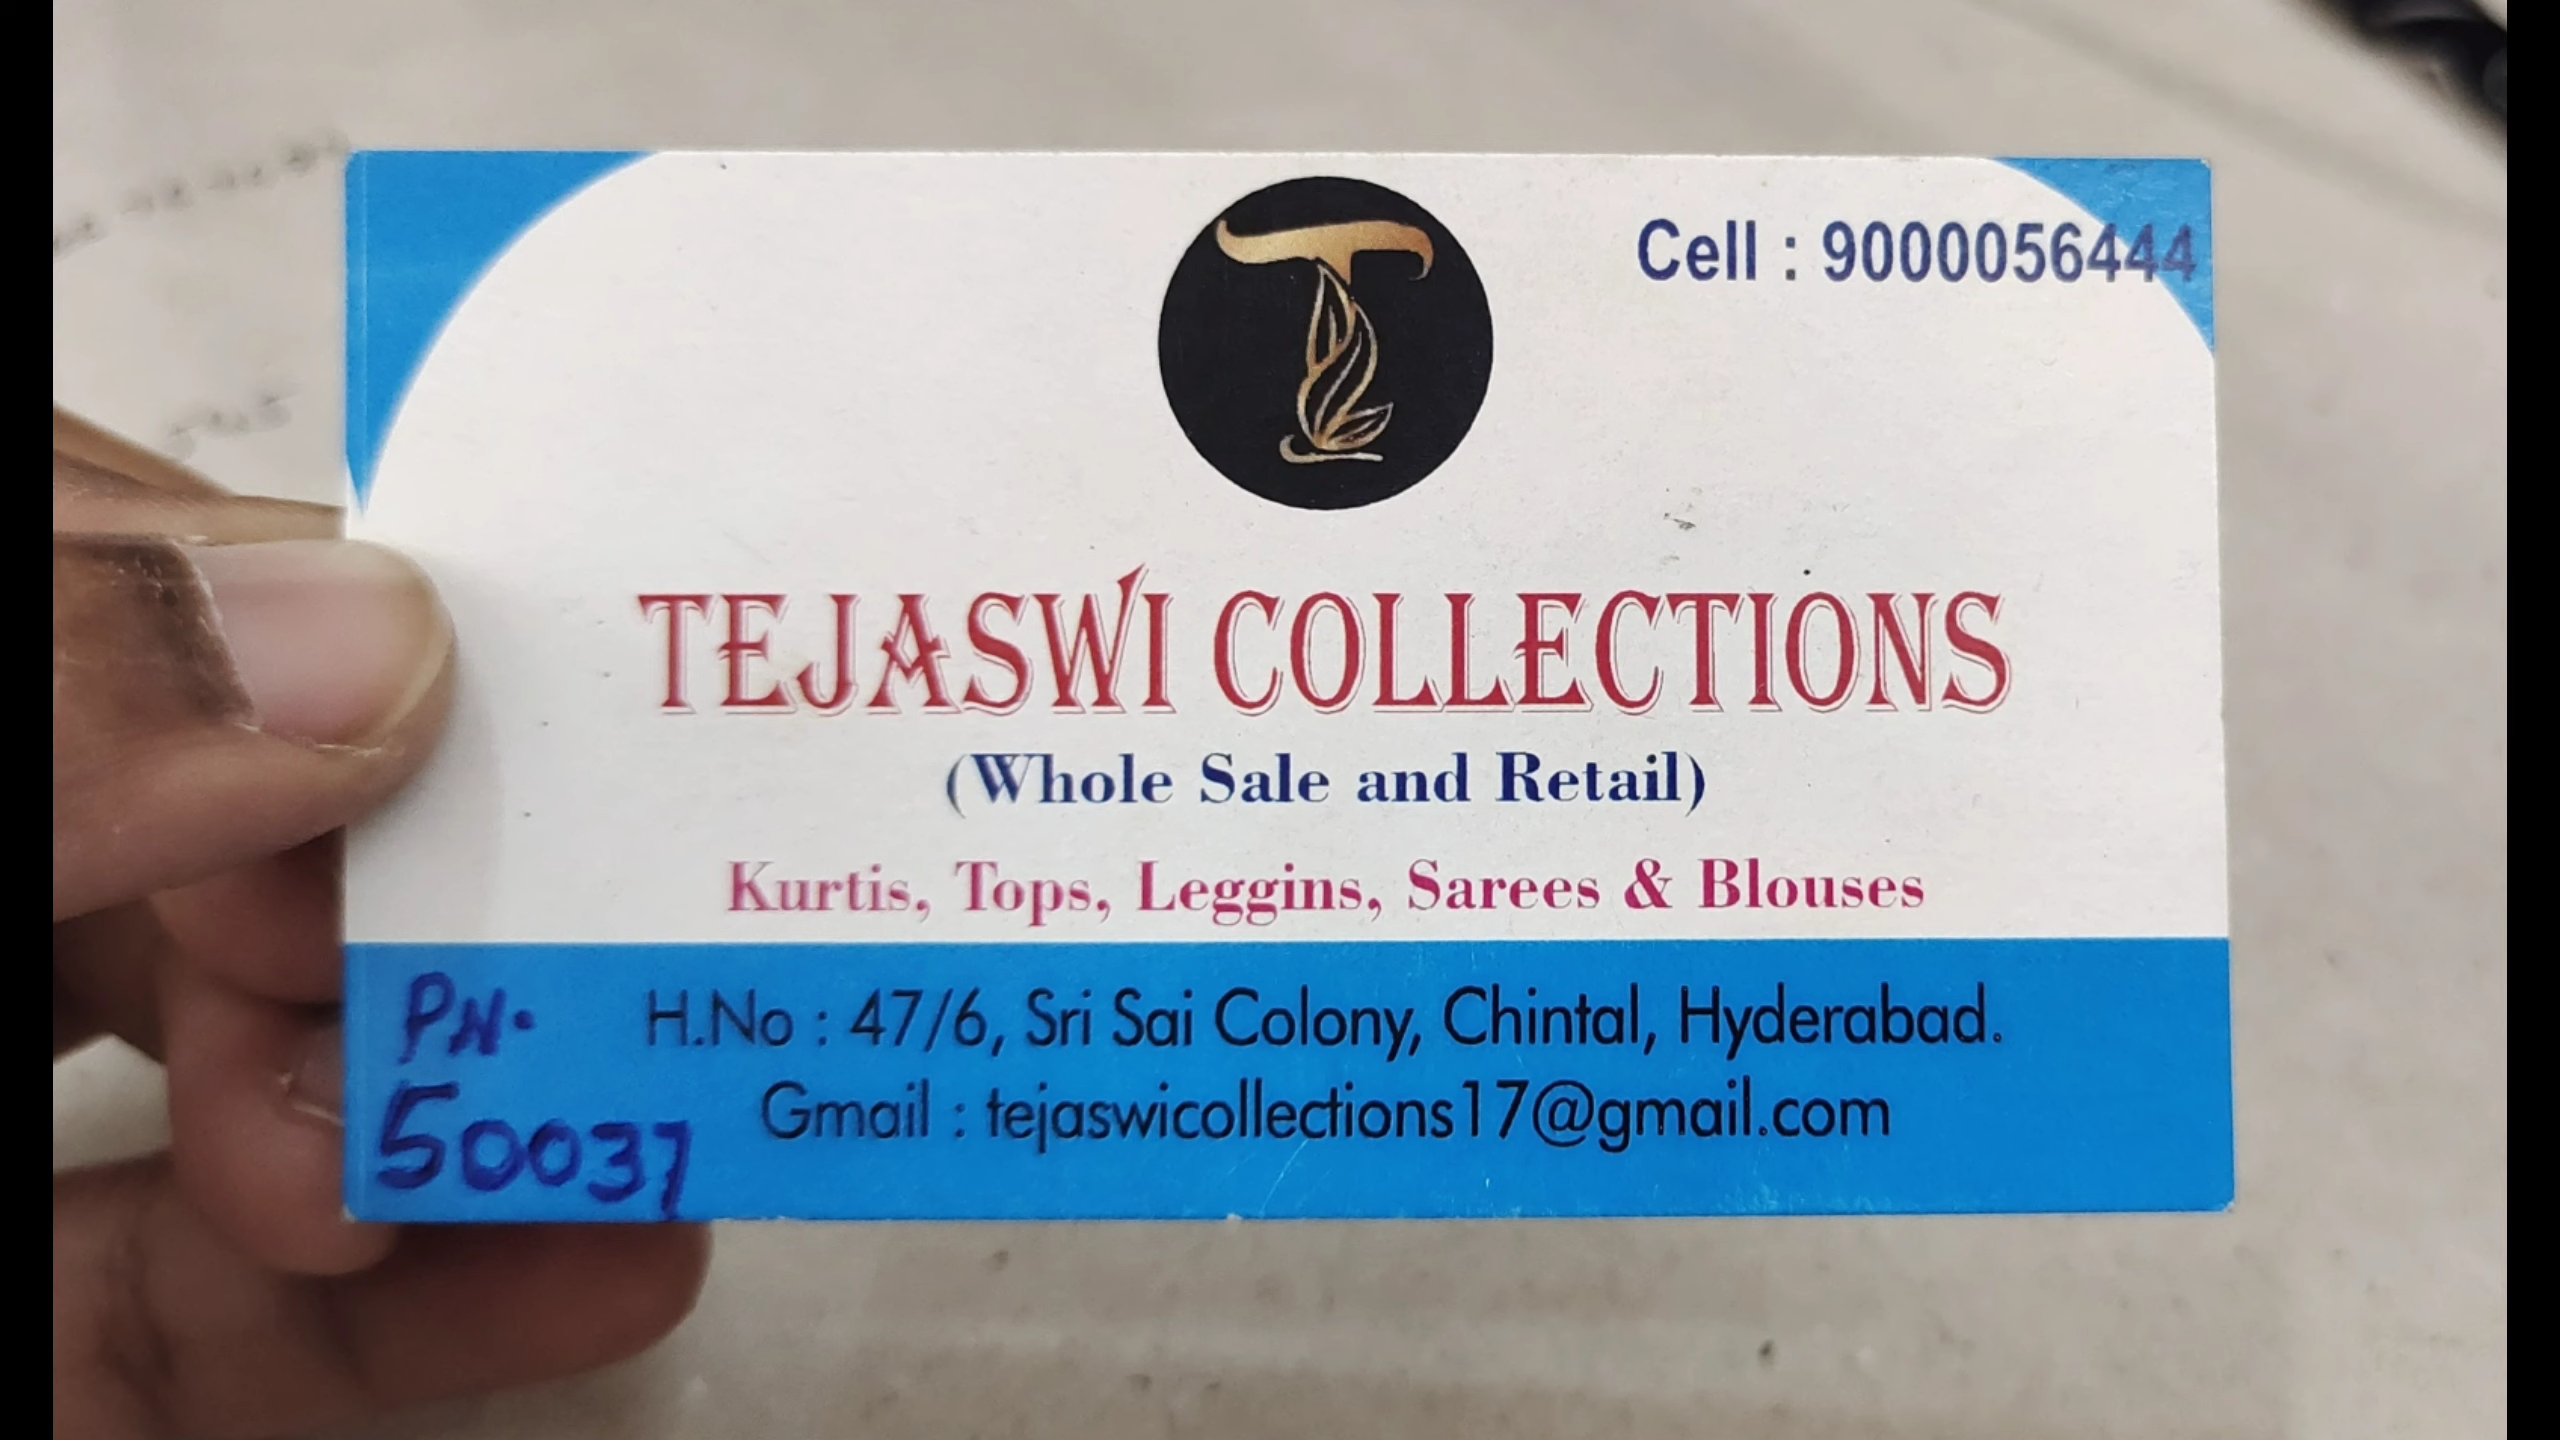 Cell : 9000056444
TEJASWI COLLECTIONS
(Whole Sale and Retail)
Kurtis, Tops, Leggins, Sarees & Blouses
H.No : 47/6, Sri Sai Colony, Chintal, Hyderabad.
Gmail : tejaswicollections17@gmail.com
PN.
50037